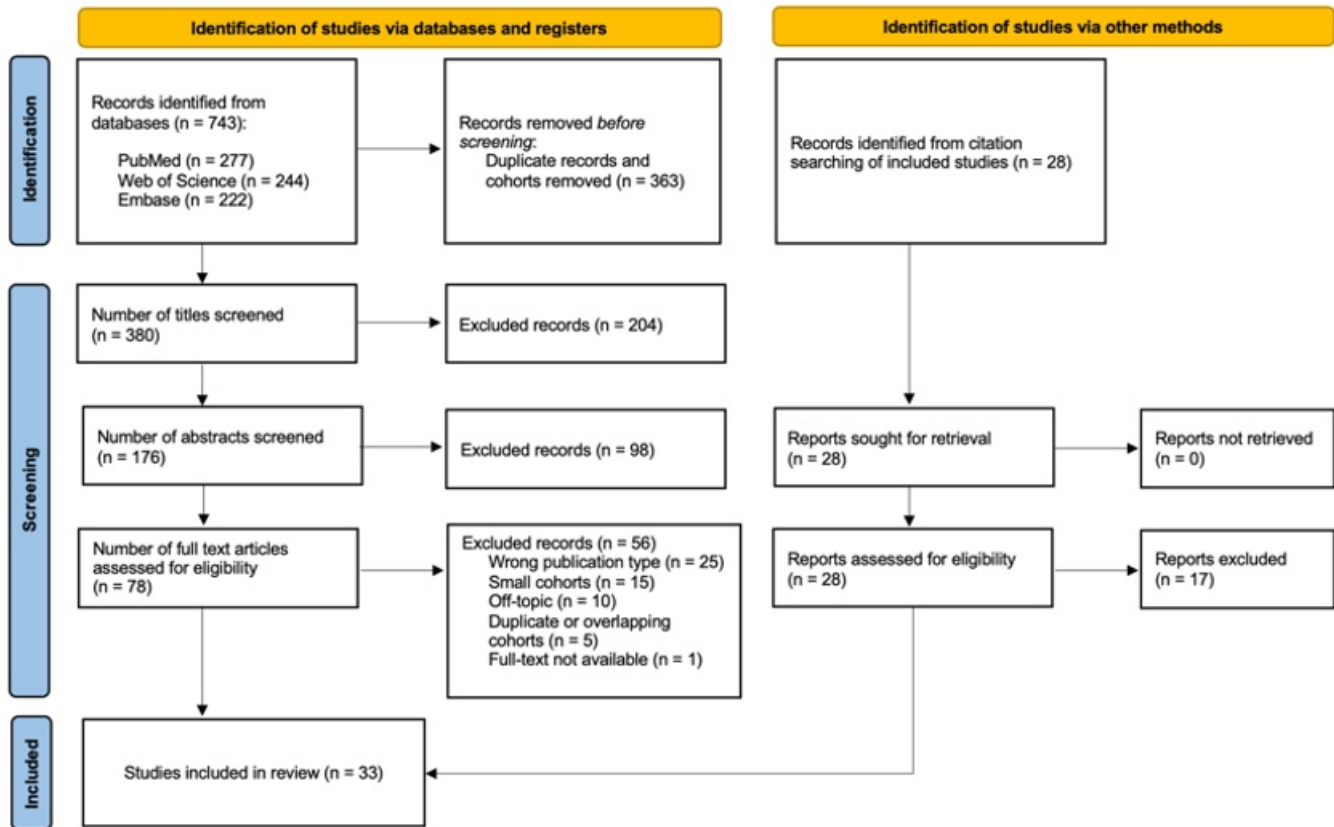 Identification of studies via databases and registers
Identification of studies via other methods
Identification
Records identified from
databases (n = 743):
PubMed (n = 277)
Web of Science (n = 244)
Embase (n = 222)
Records removed before
screening:
Duplicate records and
cohorts removed (n = 363)
Records identified from citation
searching of included studies (n = 28)
Screening
Number of titles screened
(n = 380)
Excluded records (n = 204)
Number of abstracts screened
(n = 176)
Excluded records (n = 98)
Reports sought for retrieval
(n = 28)
Reports not retrieved
(n = 0)
Number of full text articles
assessed for eligibility
(n = 78)
Excluded records (n = 56)
Wrong publication type (n = 25)
Small cohorts (n = 15)
Off-topic (n = 10)
Duplicate or overlapping
cohorts (n = 5)
Full-text not available (n = 1)
Reports assessed for eligibility
(n = 28)
Reports excluded
(n = 17)
Included
Studies included in review (n = 33)